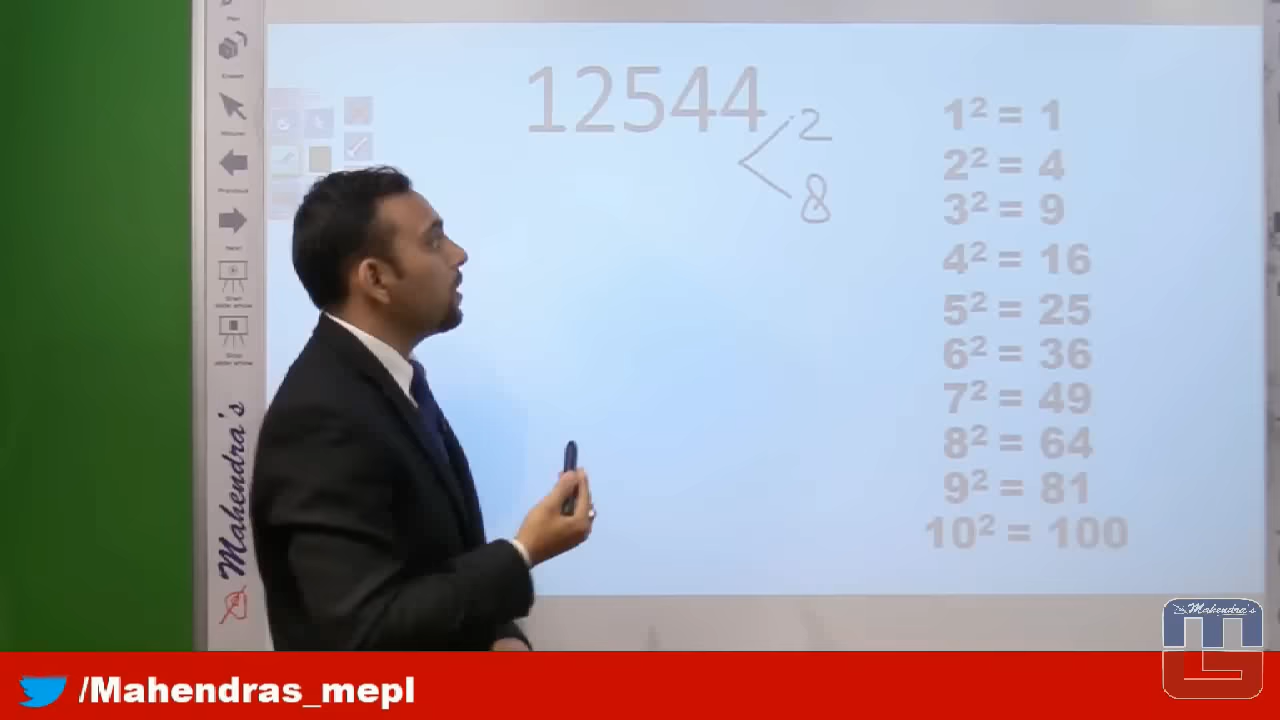 12544
2
8
1² = 1
2² = 4
3² = 9
4² = 16
5² = 25
6² = 36
7² = 49
8² = 64
9² = 81
10² = 100
Mahendra's
Mahendra's
/Mahendras_mepl